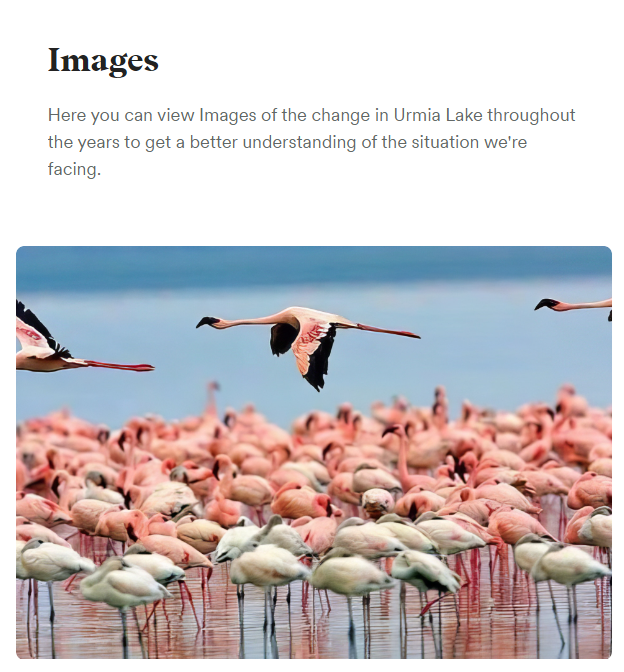 Images
Here you can view Images of the change in Urmia Lake throughout
the years to get a better understanding of the situation we're
facing.